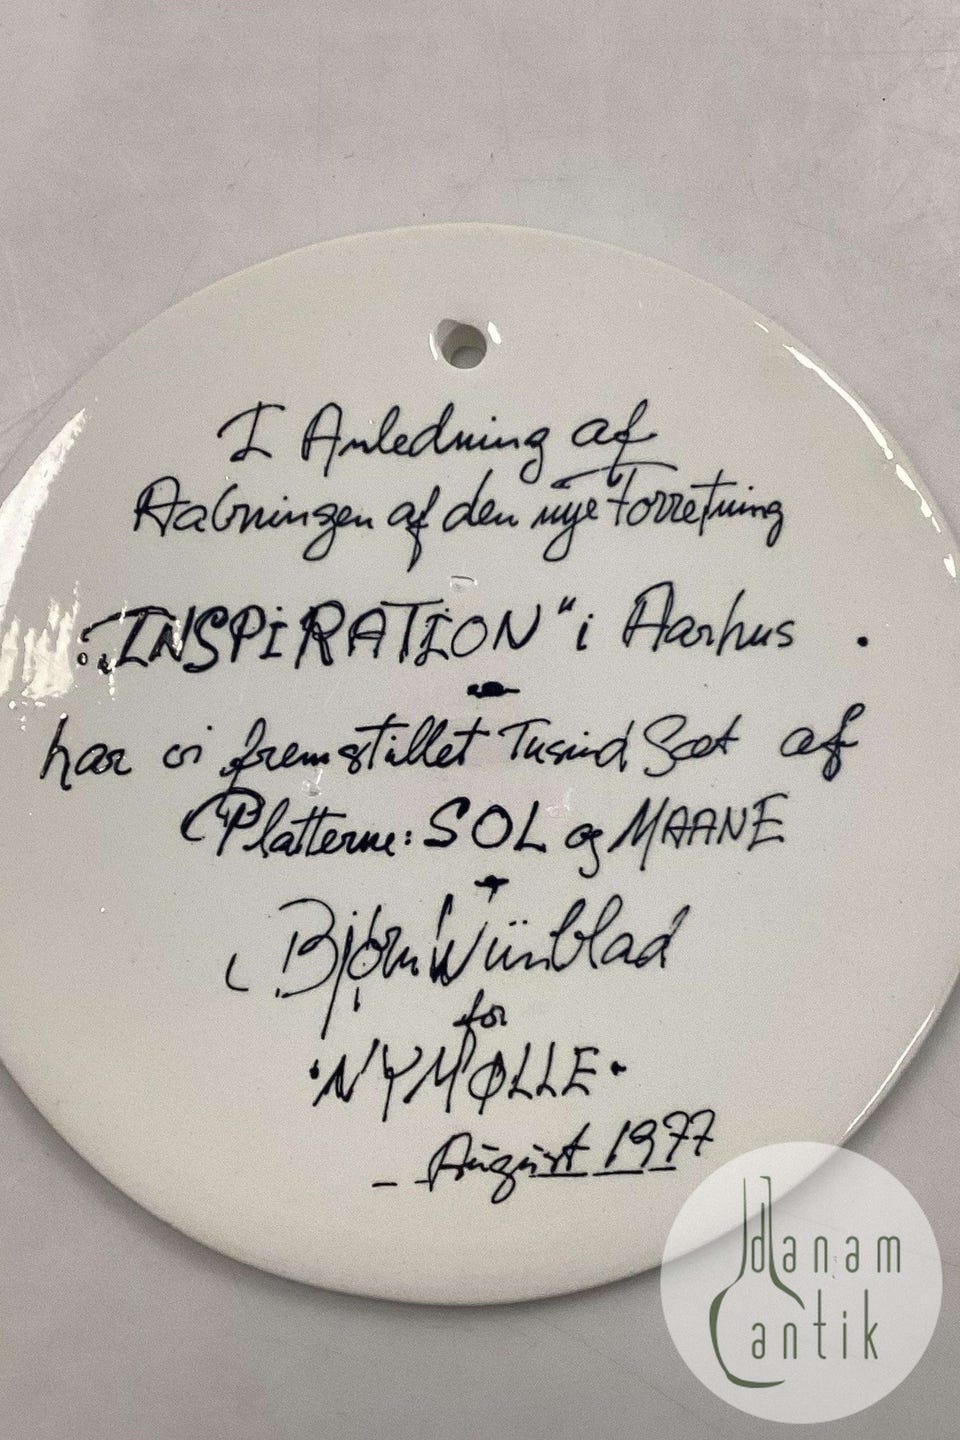 I Anledning af
Aabningen af den nye Forretning
„INSPIRATION" i Aarhus .
har vi fremstillet Tusind Sæt af
Platterne: SOL og MAANE
Bjørn Wiinblad
for
·NYMØLLE·
- August 1977
danam
antik